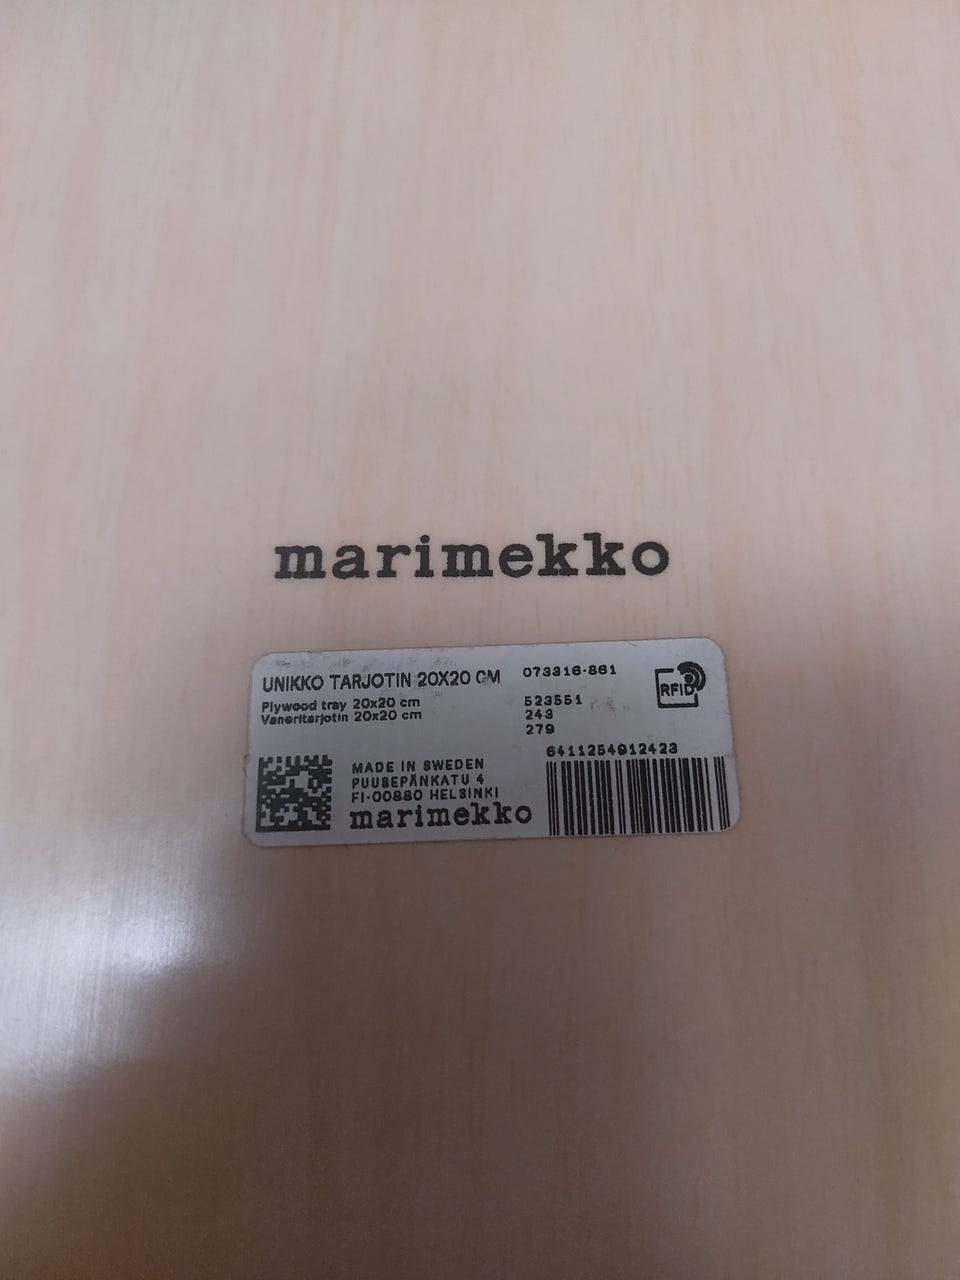 marimekko
UNIKKO TARJOTIN 20X20 CM 073316-861
Plywood tray 20x20 cm 523551
Vaneritarjotin 20x20 cm 243
279
RFID
6411254912423
MADE IN SWEDEN
PUUSEPÄNKATU 4
FI-00880 HELSINKI
marimekko